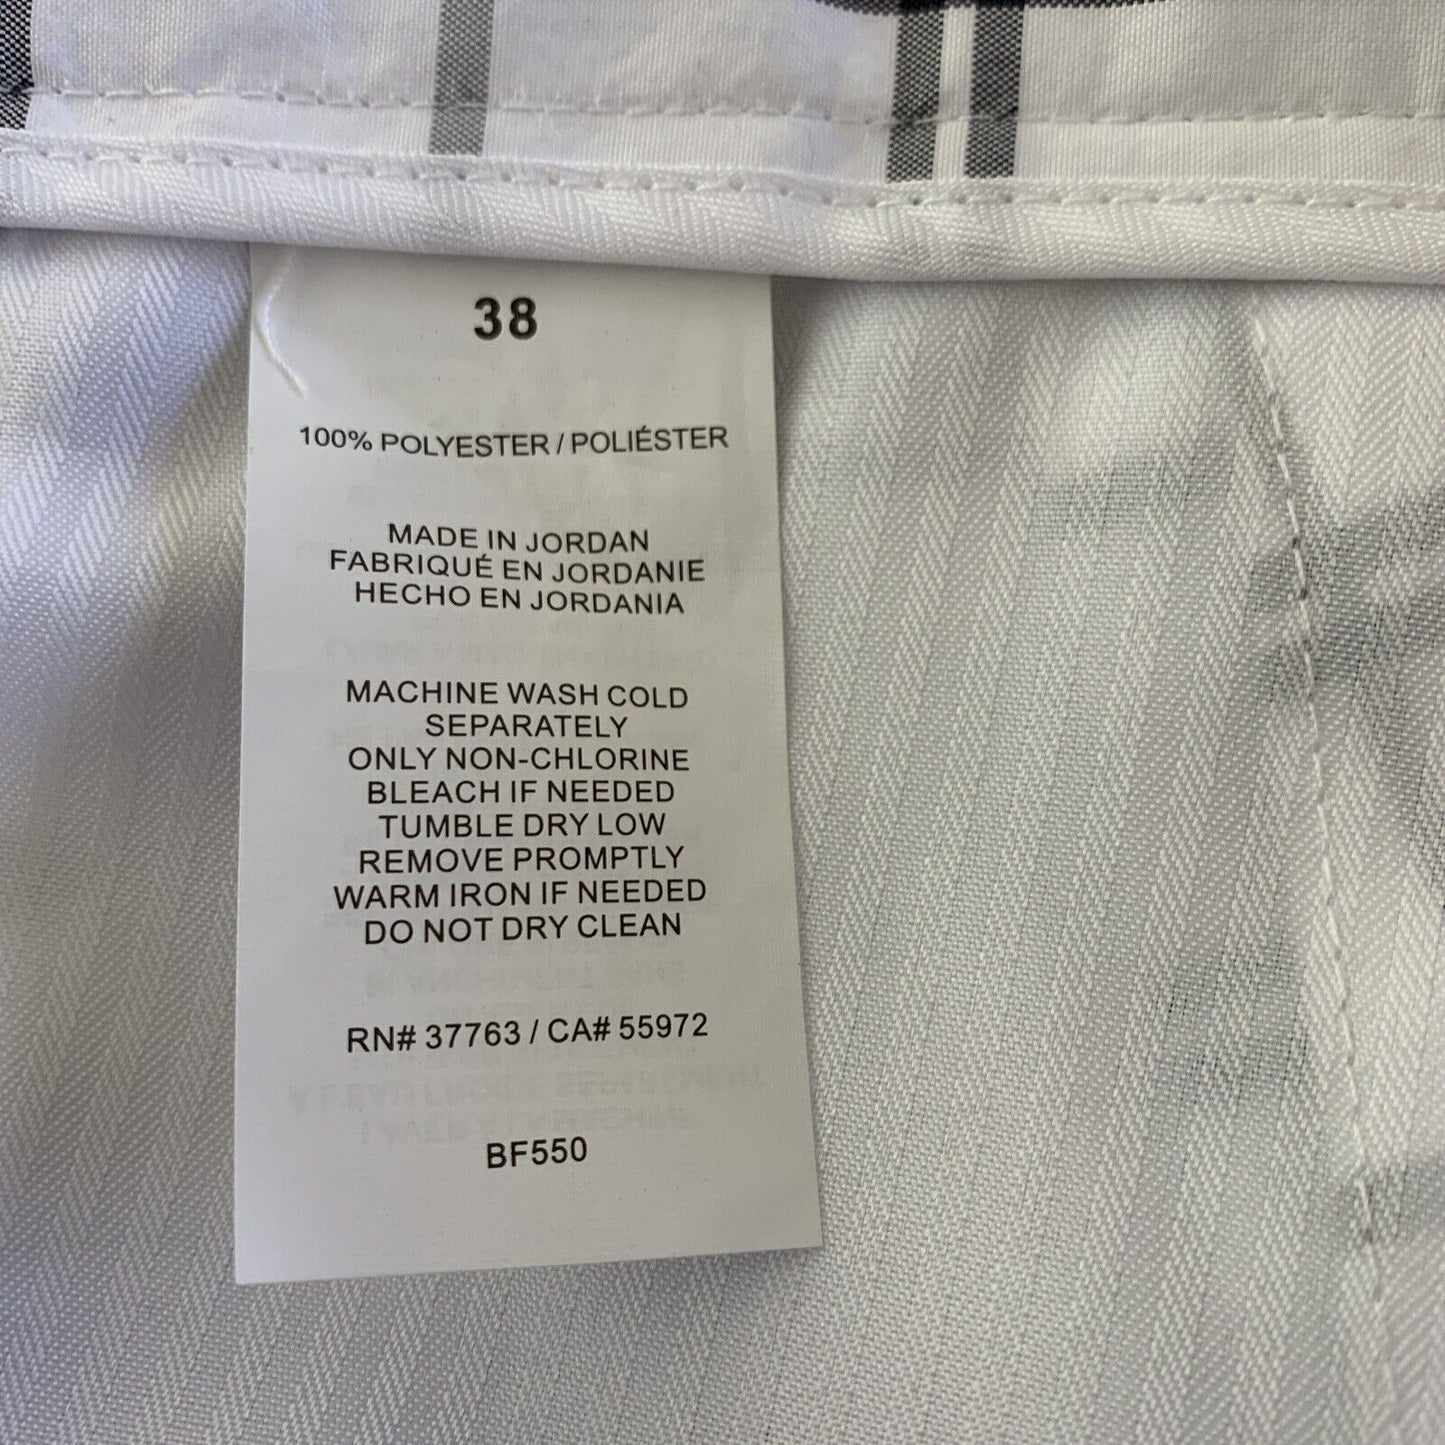 38
100% POLYESTER / POLIÉSTER
MADE IN JORDAN
FABRIQUÉ EN JORDANIE
HECHO EN JORDANIA
MACHINE WASH COLD
SEPARATELY
ONLY NON-CHLORINE
BLEACH IF NEEDED
TUMBLE DRY LOW
REMOVE PROMPTLY
WARM IRON IF NEEDED
DO NOT DRY CLEAN
RN# 37763 / CA# 55972
BF550